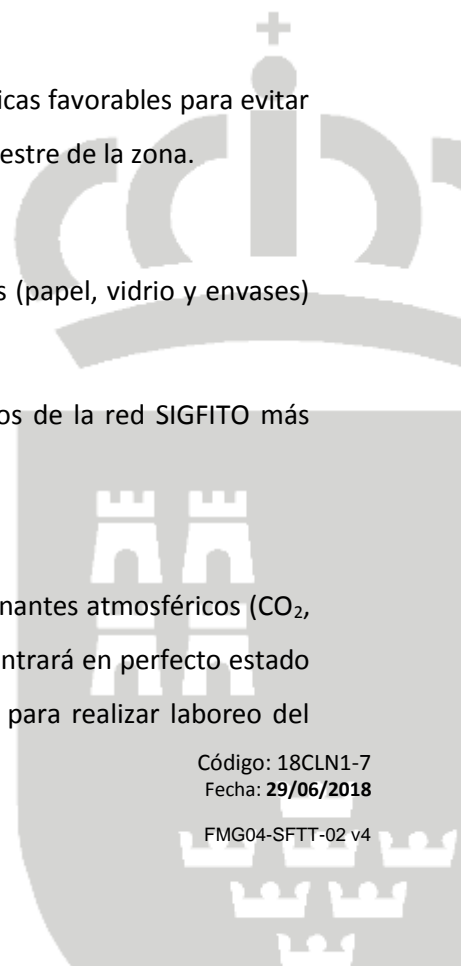 icas favorables para evitar
estre de la zona.
s (papel, vidrio y envases)
os de la red SIGFITO más
nantes atmosféricos (CO₂,
ntrará en perfecto estado
para realizar laboreo del
Código: 18CLN1-7
Fecha: 29/06/2018
FMG04-SFTT-02 v4